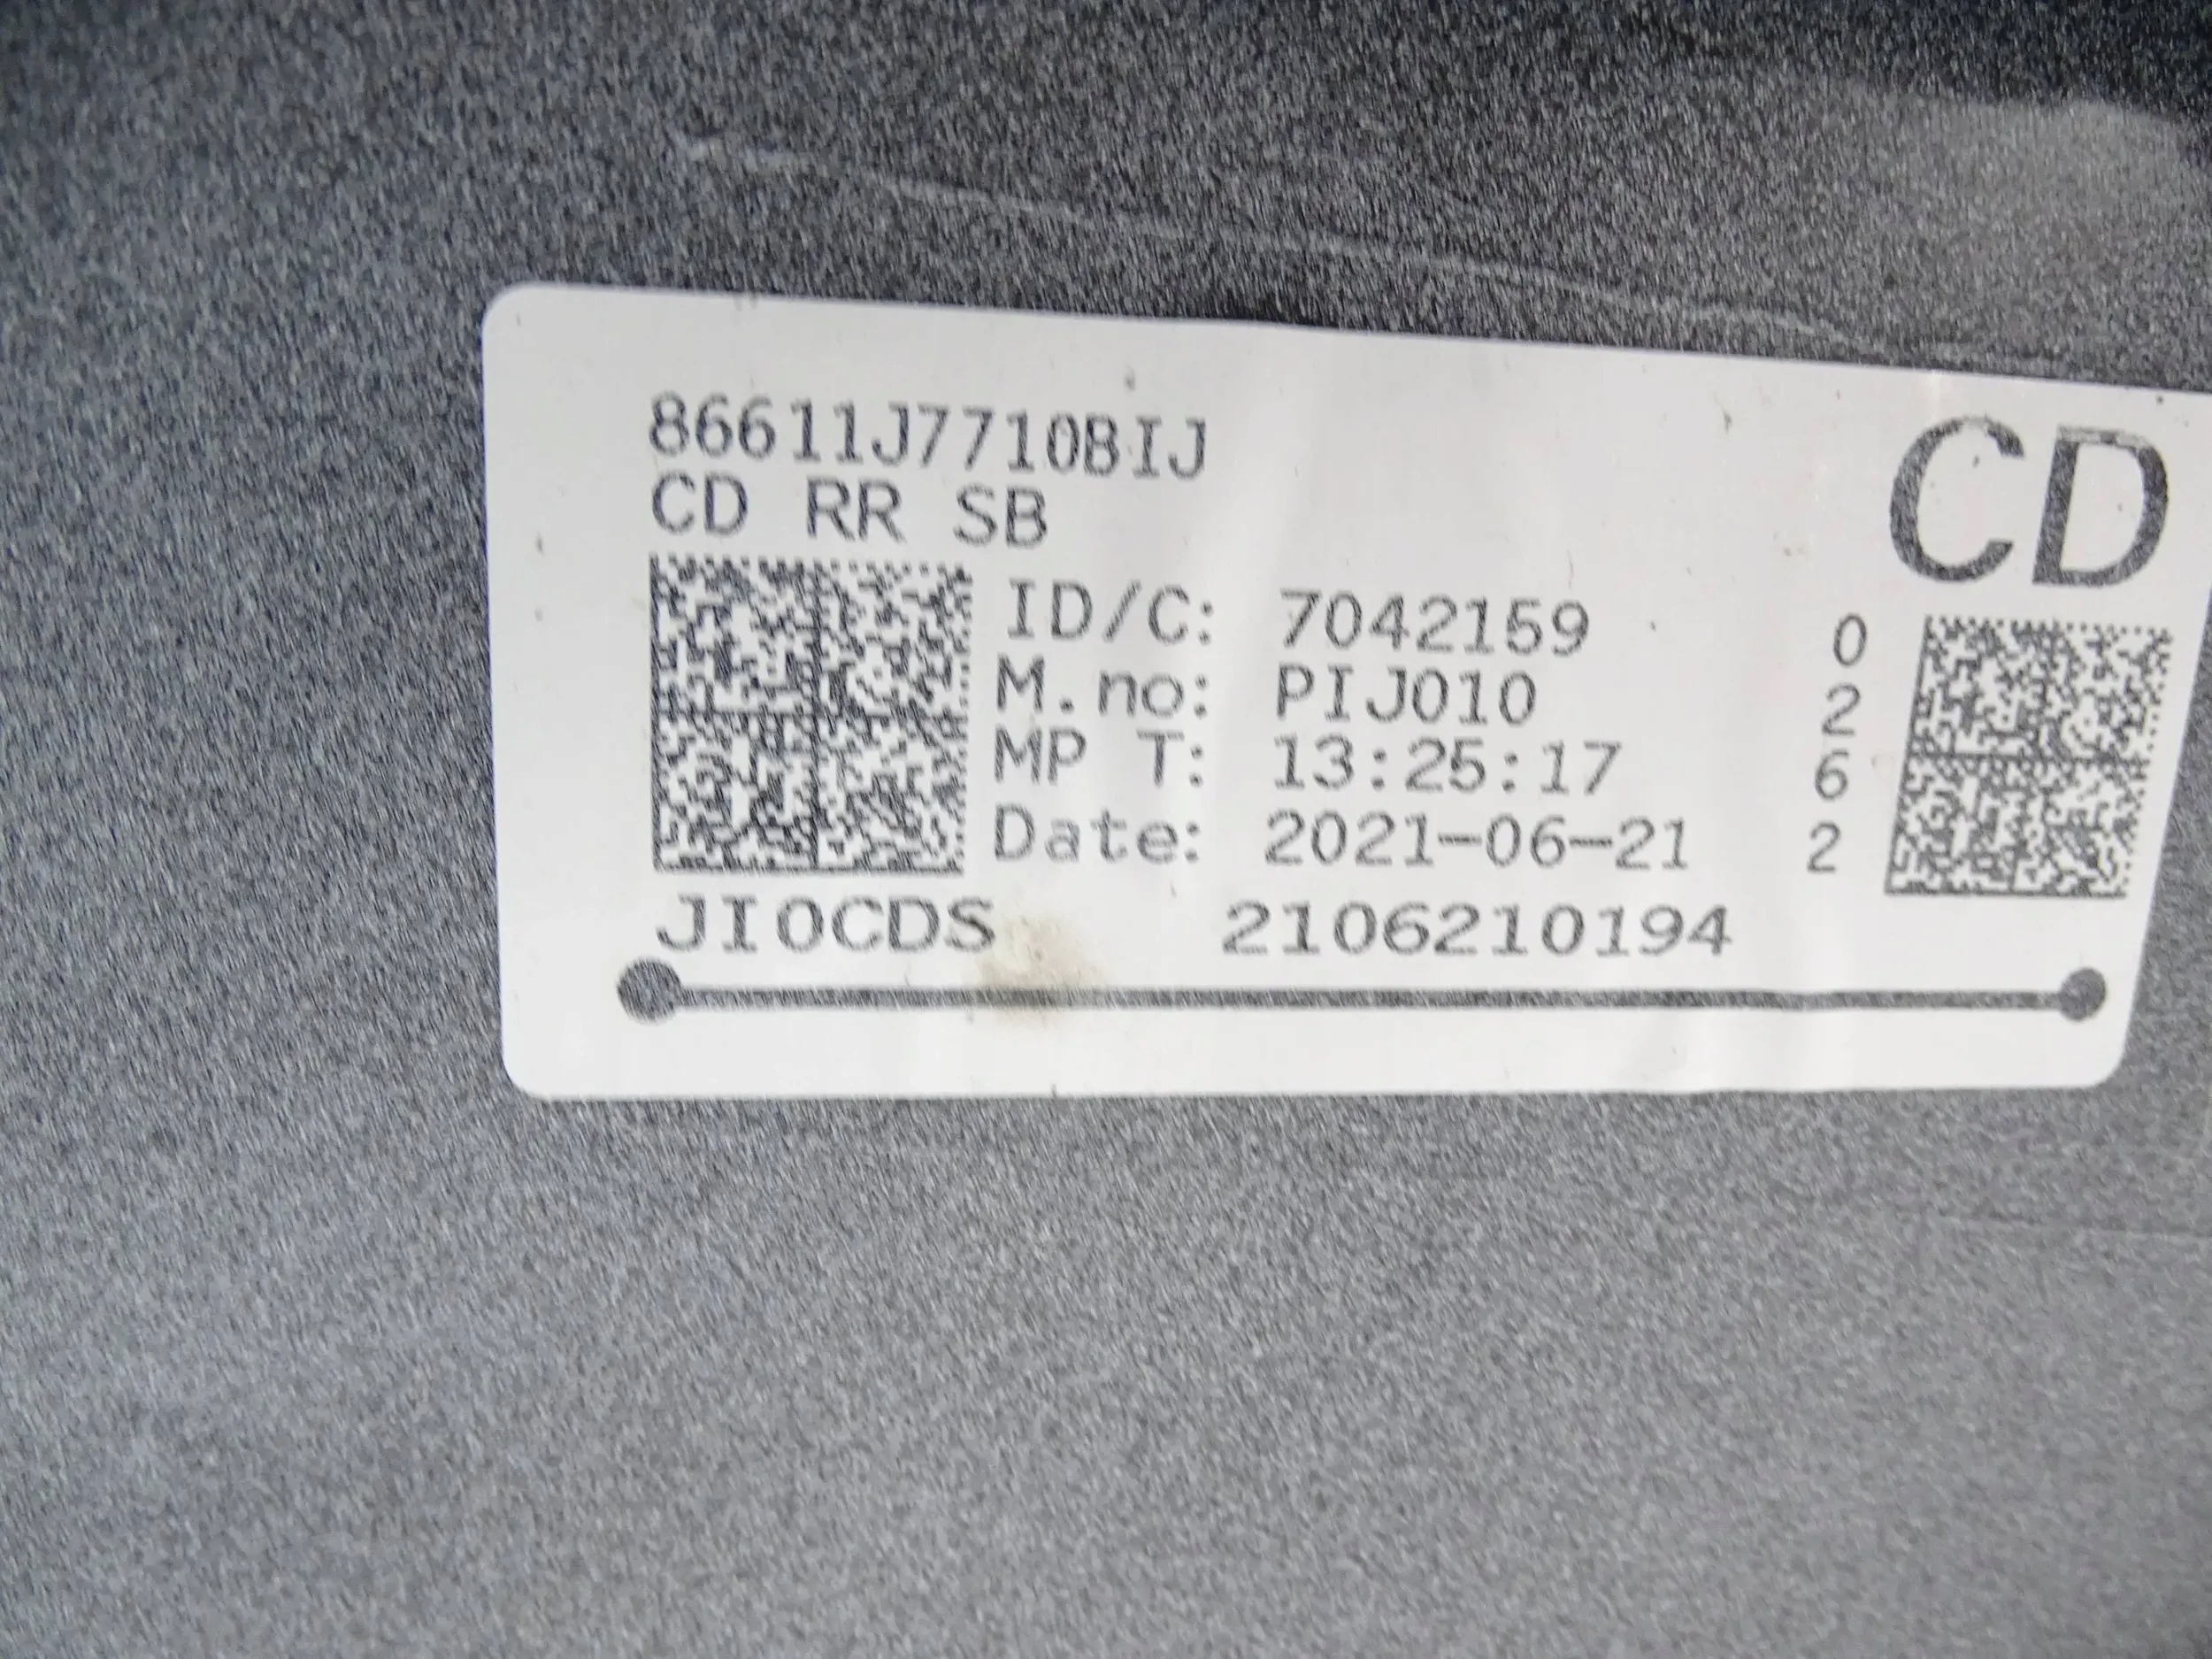 86611J7710BIJ
CD RR SB
CD
ID/C: 7042159
M.no: PIJ010
MP T: 13:25:17
Date: 2021-06-21
0
2
6
2
JI0CDS 2106210194